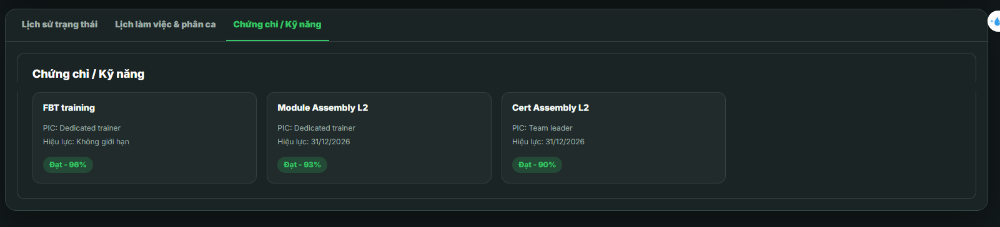 Lịch sử trạng thái
Lịch làm việc & phân ca
Chứng chỉ / Kỹ năng
Chứng chỉ / Kỹ năng
FBT training
PIC: Dedicated trainer
Hiệu lực: Không giới hạn
Đạt - 96%
Module Assembly L2
PIC: Dedicated trainer
Hiệu lực: 31/12/2026
Đạt - 93%
Cert Assembly L2
PIC: Team leader
Hiệu lực: 31/12/2026
Đạt - 90%